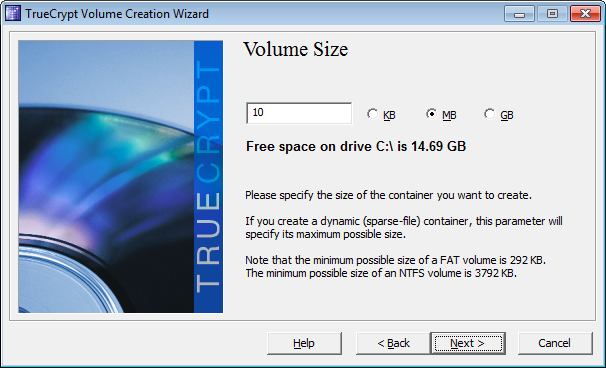 TrueCrypt Volume Creation Wizard
TRUECRYPT
Volume Size
10
KB
MB
GB
Free space on drive C:\ is 14.69 GB
Please specify the size of the container you want to create.
If you create a dynamic (sparse-file) container, this parameter will
specify its maximum possible size.
Note that the minimum possible size of a FAT volume is 292 KB.
The minimum possible size of an NTFS volume is 3792 KB.
Help
< Back
Next >
Cancel